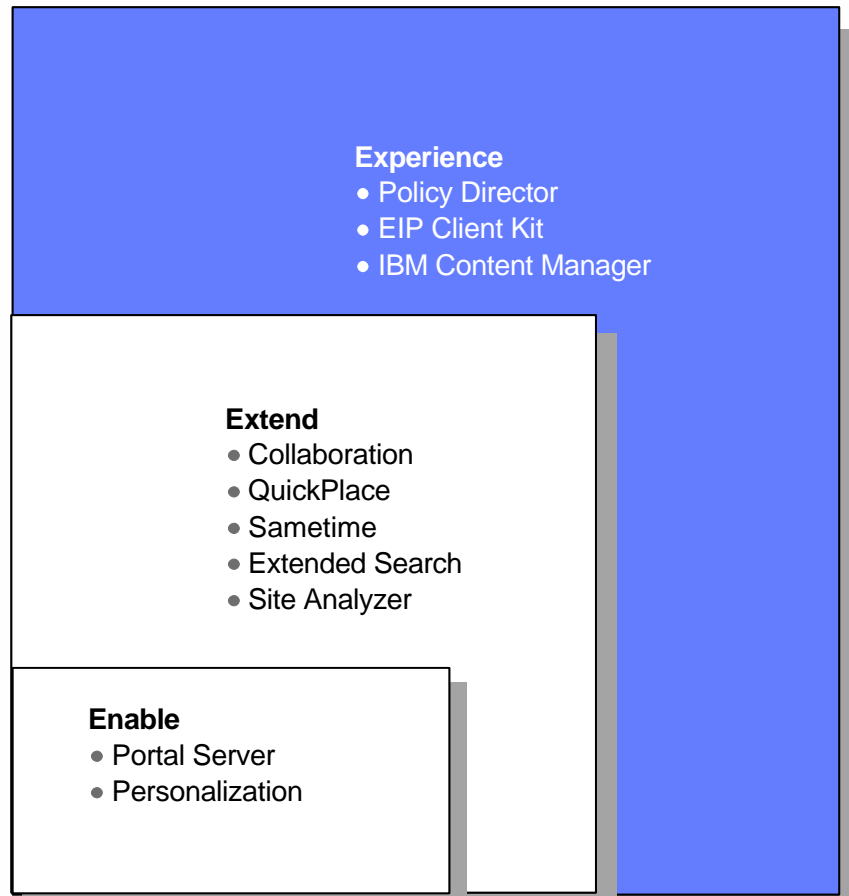 Experience
● Policy Director
● EIP Client Kit
● IBM Content Manager
Extend
● Collaboration
● QuickPlace
● Sametime
● Extended Search
● Site Analyzer
Enable
● Portal Server
● Personalization